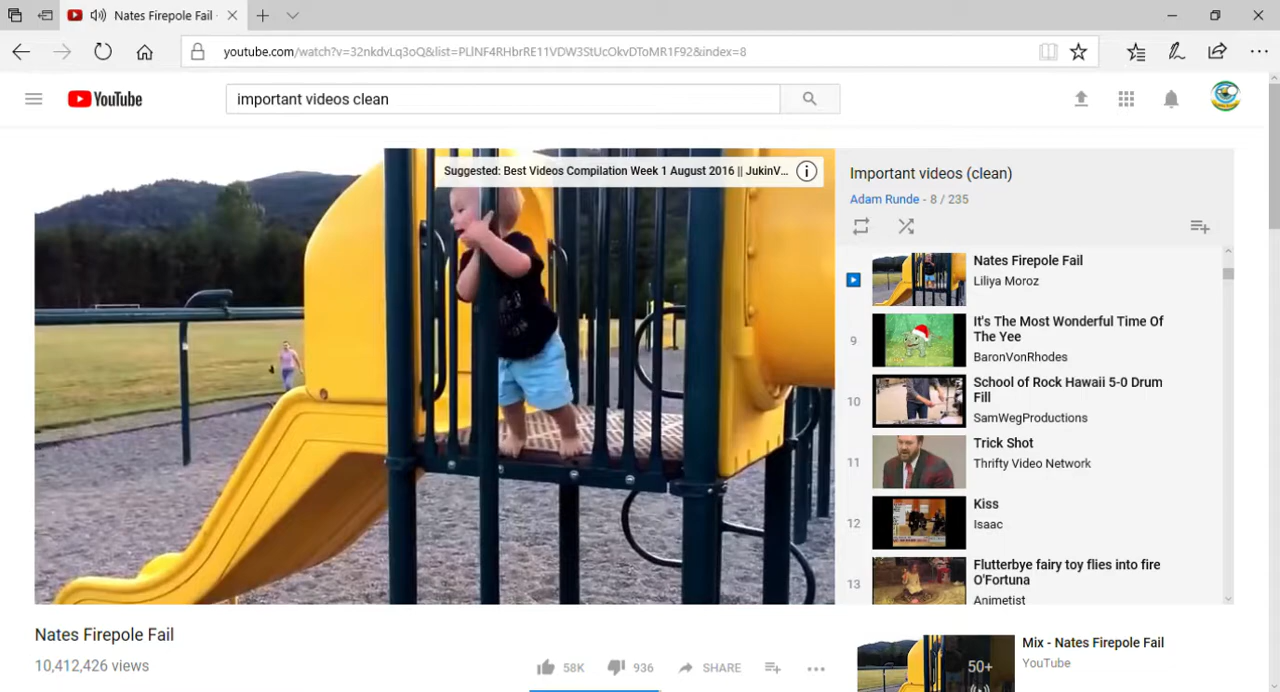 Nates Firepole Fail
youtube.com/watch?v=32nkdvLq3oQ&list=PLlNF4RHbrRE11VDW3StUcOkvDToMR1F92&index=8
YouTube
important videos clean
Suggested: Best Videos Compilation Week 1 August 2016 || JukinV...
Important videos (clean)
Adam Runde - 8 / 235
Nates Firepole Fail
Liliya Moroz
9
It's The Most Wonderful Time Of
The Yee
BaronVonRhodes
10
School of Rock Hawaii 5-0 Drum
Fill
SamWegProductions
11
Trick Shot
Thrifty Video Network
12
Kiss
Isaac
13
Flutterbye fairy toy flies into fire
O'Fortuna
Animetist
Nates Firepole Fail
10,412,426 views
58K
936
SHARE
50+
Mix - Nates Firepole Fail
YouTube